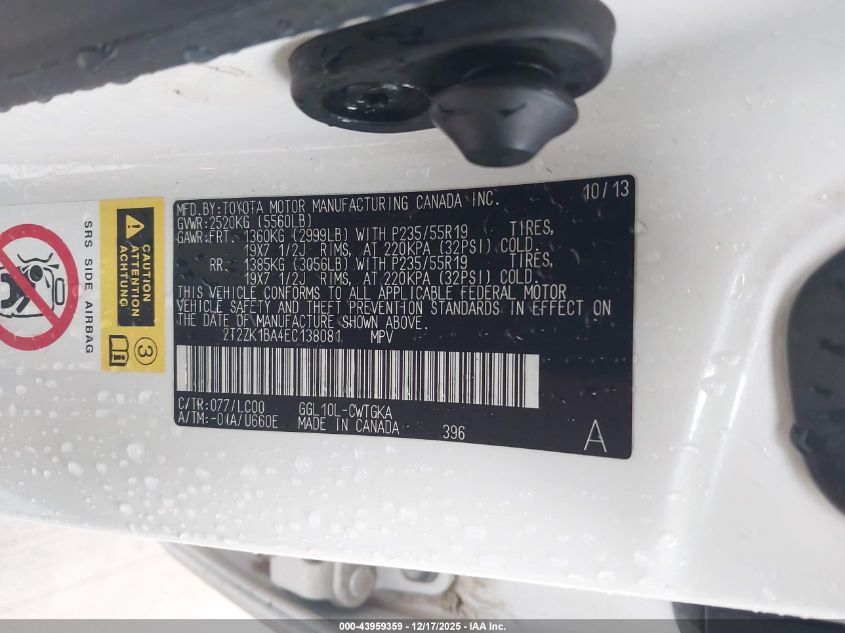 MFD.BY:TOYOTA MOTOR MANUFACTURING CANADA INC. 10/13
GVWR:2520KG (5560LB)
GAWR:FRT. 1360KG (2999LB) WITH P235/55R19 TIRES,
19X7 1/2J RIMS, AT 220KPA (32PSI) COLD.
RR. 1385KG (3056LB) WITH P235/55R19 TIRES,
19X7 1/2J RIMS, AT 220KPA (32PSI) COLD.
THIS VEHICLE CONFORMS TO ALL APPLICABLE FEDERAL MOTOR
VEHICLE SAFETY AND THEFT PREVENTION STANDARDS IN EFFECT ON
THE DATE OF MANUFACTURE SHOWN ABOVE.
2T2ZK1BA4EC138081 MPV
C/TR:077/LC00 GGL10L-CWTGKA
A/TM:-01A/U660E MADE IN CANADA 396
A
SRS SIDE AIRBAG
CAUTION
ATTENTION
ACHTUNG
3
000-43959359 - 12/17/2025 - IAA Inc.